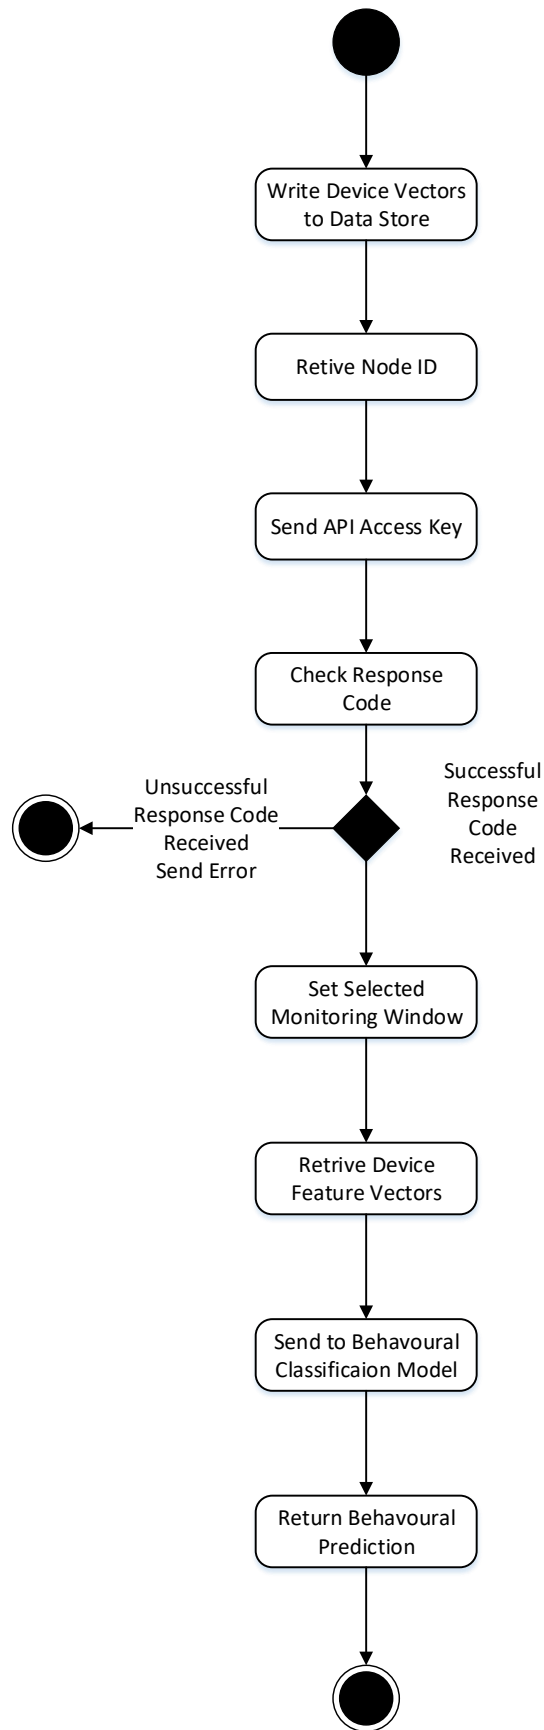 Write Device Vectors
to Data Store
Retive Node ID
Send API Access Key
Check Response
Code
Unsuccessful
Response Code
Received
Send Error
Successful
Response
Code
Received
Set Selected
Monitoring Window
Retrive Device
Feature Vectors
Send to Behavoural
Classificaion Model
Return Behavoural
Prediction